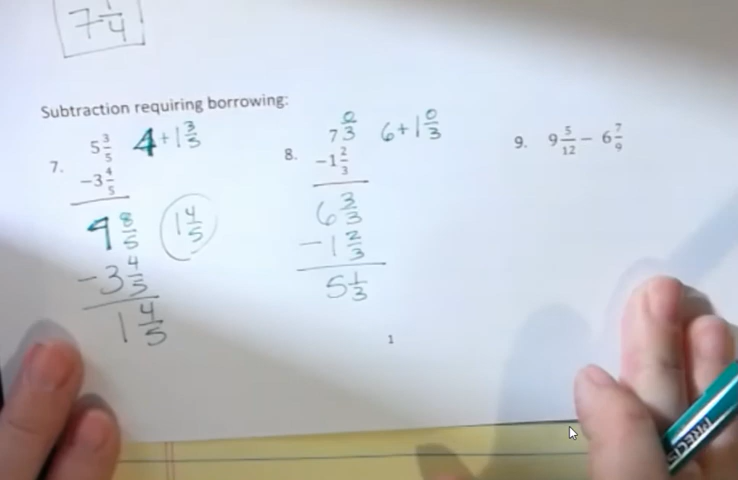 7 1/4
Subtraction requiring borrowing:
7. 5 3/5 4 + 1 3/5
- 3 4/5
4 8/5 1 4/5
- 3 4/5
1 4/5
8. 7 0/3 6 + 1 0/3
- 1 2/3
6 3/3
- 1 2/3
5 1/3
9. 9 5/12 - 6 7/9
1